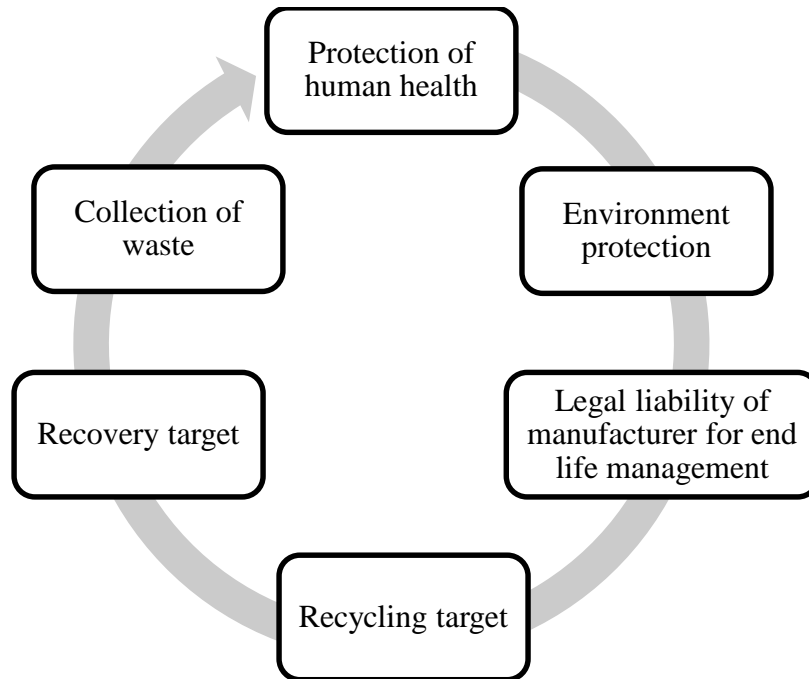 Protection of
human health
Environment
protection
Legal liability of
manufacturer for end
life management
Recycling target
Recovery target
Collection of
waste